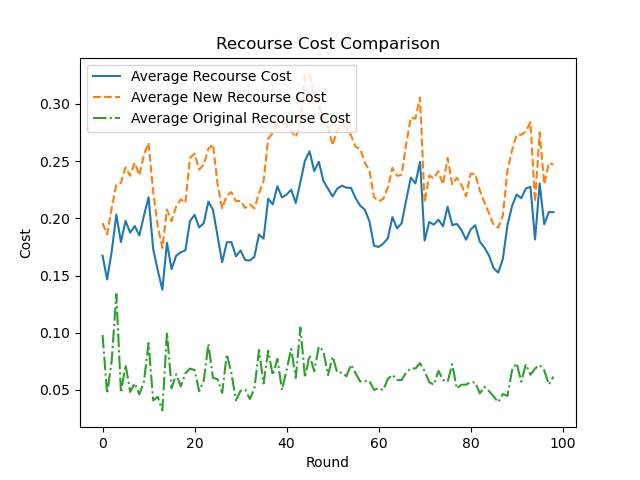 Recourse Cost Comparison
Average Recourse Cost
Average New Recourse Cost
Average Original Recourse Cost
0.30
0.25
0.20
0.15
0.10
0.05
Cost
0 20 40 60 80 100
Round